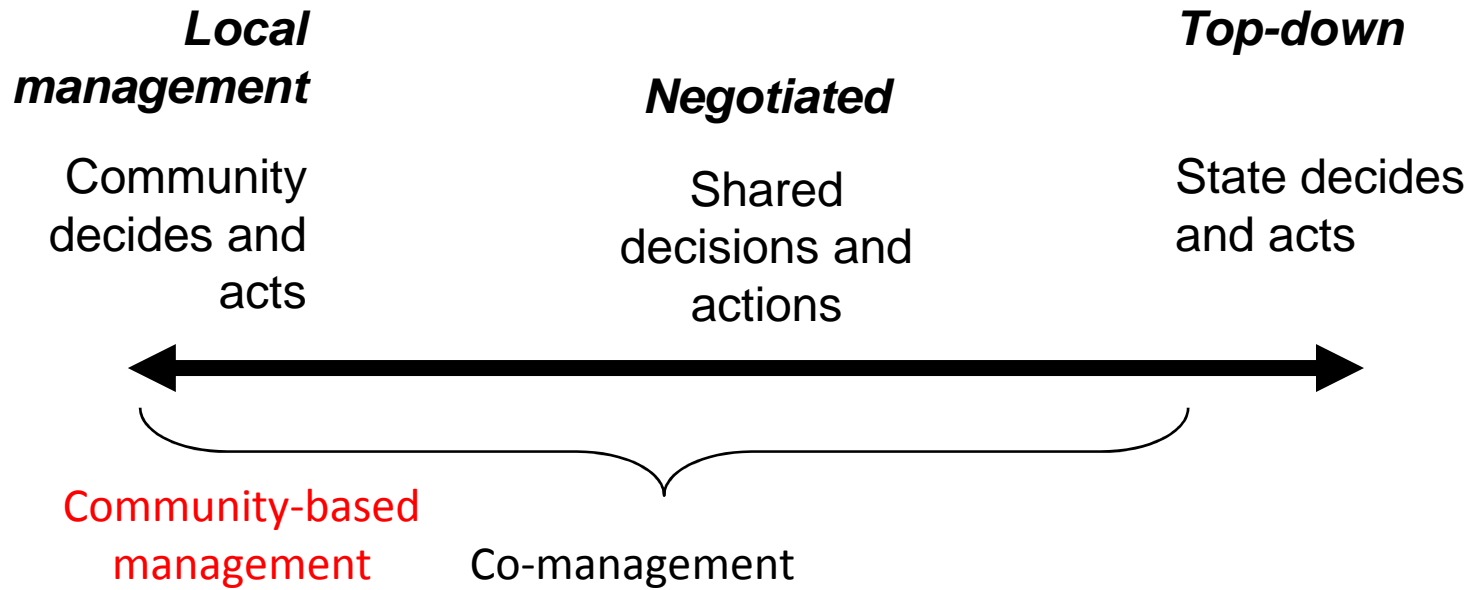 Local
management
Community
decides and
acts
Negotiated
Shared
decisions and
actions
Top-down
State decides
and acts
Community-based
management
Co-management